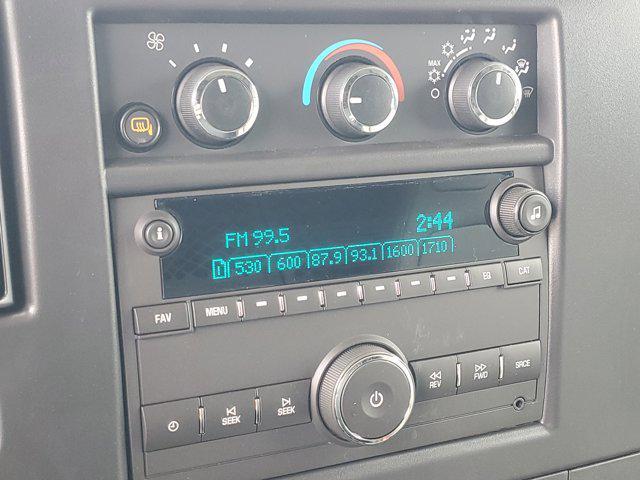 MAX
FM 99.5 2:44
1 530 600 87.9 93.1 1600 1710
FAV MENU EQ CAT
SEEK SEEK REV FWD SRCE